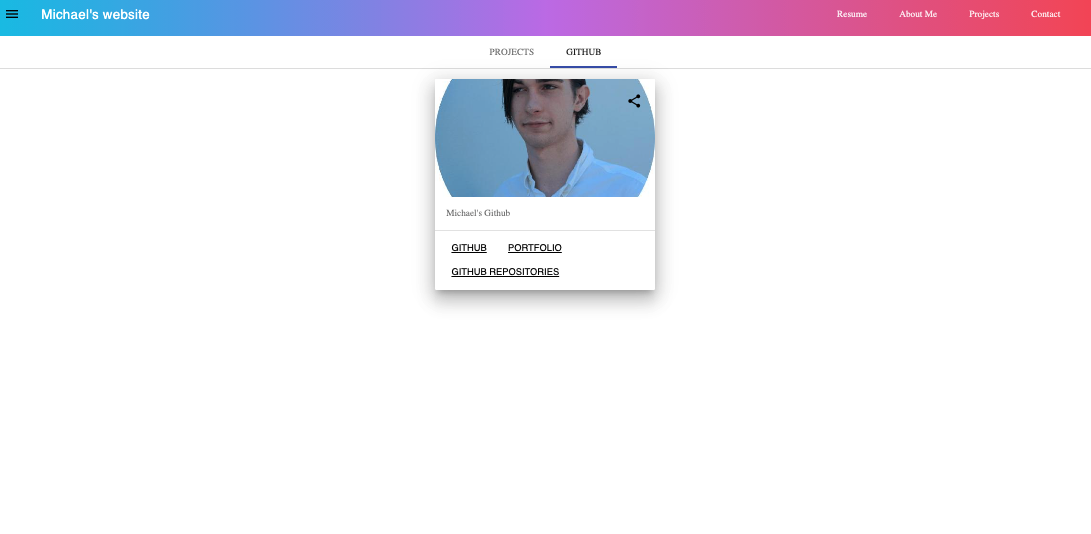 Michael's website Resume About Me Projects Contact
PROJECTS GITHUB
Michael's Github
GITHUB PORTFOLIO
GITHUB REPOSITORIES